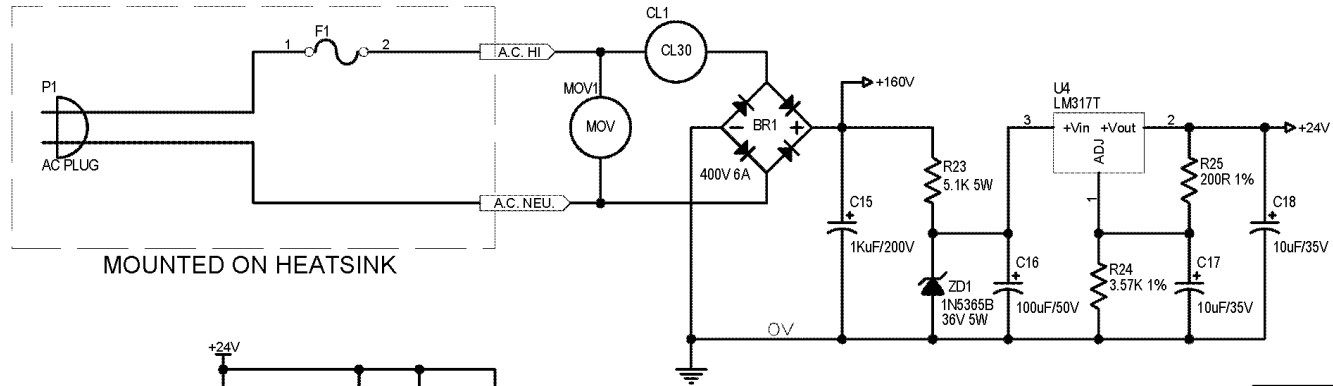 P1
AC PLUG
F1
1
2
A.C. HI
A.C. NEU.
MOUNTED ON HEATSINK
MOV1
MOV
CL1
CL30
BR1
- +
400V 6A
+160V
C15
+
1KuF/200V
R23
5.1K 5W
ZD1
1N5365B
36V 5W
C16
+
100uF/50V
0V
U4
LM317T
3
+Vin +Vout
2
ADJ
1
R24
3.57K 1%
R25
200R 1%
C17
+
10uF/35V
C18
+
10uF/35V
+24V
+24V